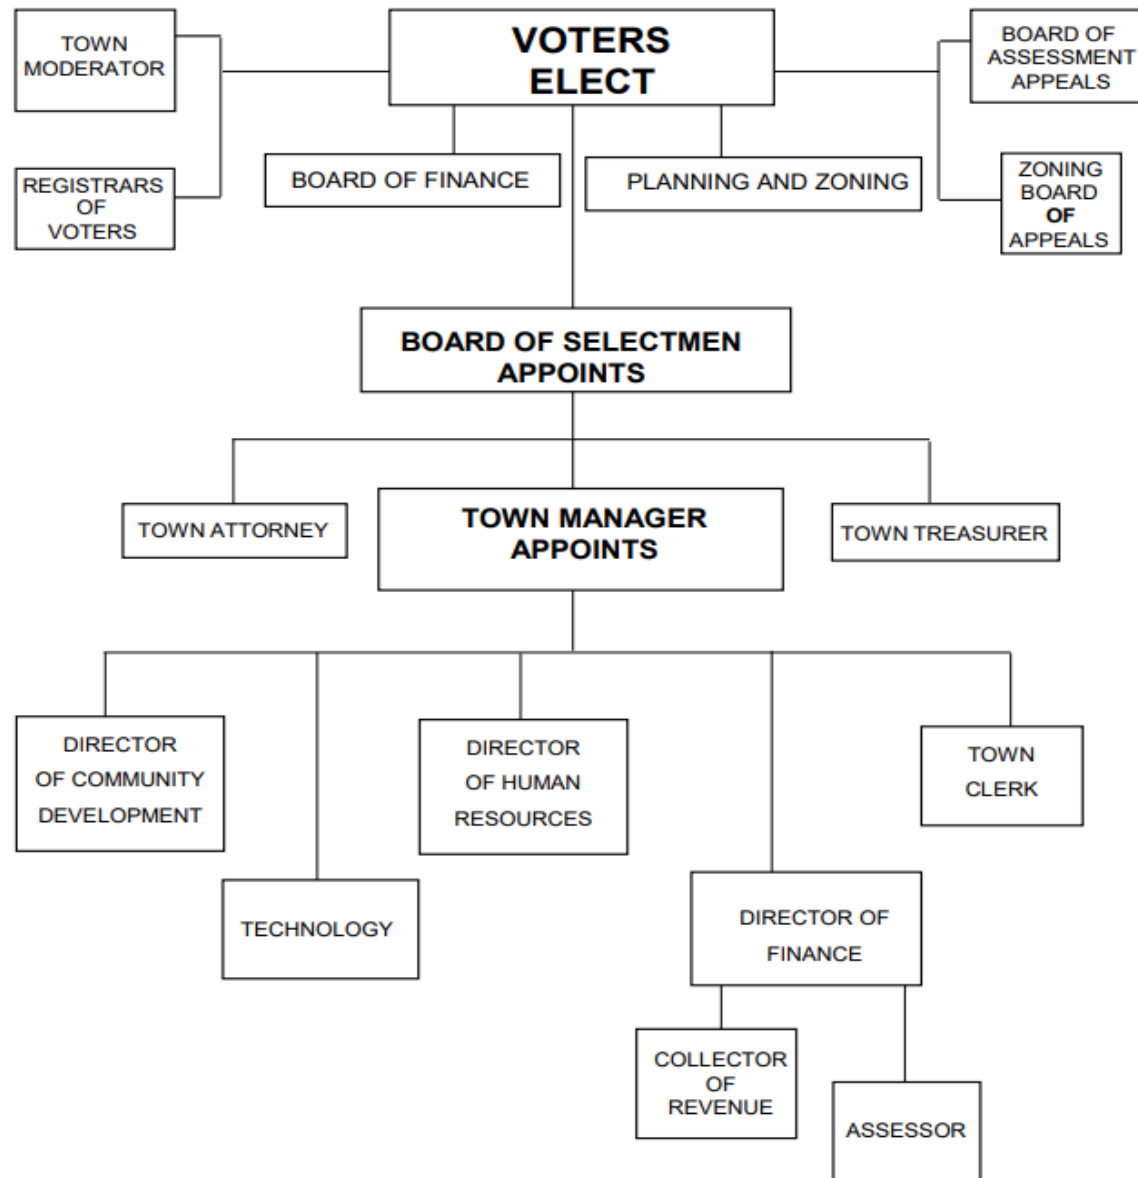 TOWN
MODERATOR
VOTERS
ELECT
BOARD OF
ASSESSMENT
APPEALS
REGISTRARS
OF
VOTERS
BOARD OF FINANCE
PLANNING AND ZONING
ZONING
BOARD
OF
APPEALS
BOARD OF SELECTMEN
APPOINTS
TOWN ATTORNEY
TOWN MANAGER
APPOINTS
TOWN TREASURER
DIRECTOR
OF COMMUNITY
DEVELOPMENT
DIRECTOR
OF HUMAN
RESOURCES
TOWN
CLERK
TECHNOLOGY
DIRECTOR OF
FINANCE
COLLECTOR
OF
REVENUE
ASSESSOR